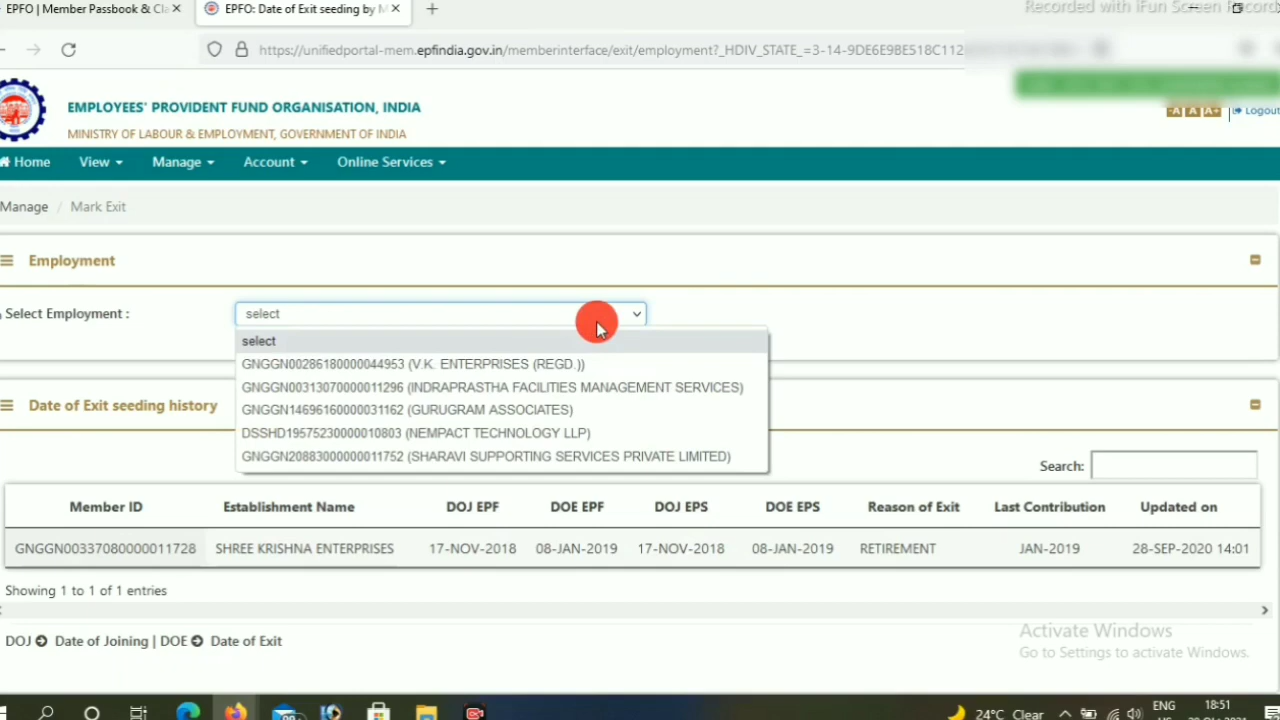 EPFO | Member Passbook & Cla
EPFO: Date of Exit seeding by M
Recorded with iFun Screen Record
https://unifiedportal-mem.epfindia.gov.in/memberinterface/exit/employment?_HDIV_STATE_=3-14-9DE6E9BE518C112
EMPLOYEES' PROVIDENT FUND ORGANISATION, INDIA
MINISTRY OF LABOUR & EMPLOYMENT, GOVERNMENT OF INDIA
-A A A+ Logout
Home View Manage Account Online Services
Manage / Mark Exit
Employment
Select Employment :
select
select
GNGGN00286180000044953 (V.K. ENTERPRISES (REGD.))
GNGGN00313070000011296 (INDRAPRASTHA FACILITIES MANAGEMENT SERVICES)
GNGGN14696160000031162 (GURUGRAM ASSOCIATES)
DSSHD19575230000010803 (NEMPACT TECHNOLOGY LLP)
GNGGN20883000000011752 (SHARAVI SUPPORTING SERVICES PRIVATE LIMITED)
Date of Exit seeding history
Search:
Member ID Establishment Name DOJ EPF DOE EPF DOJ EPS DOE EPS Reason of Exit Last Contribution Updated on
GNGGN00337080000011728 SHREE KRISHNA ENTERPRISES 17-NOV-2018 08-JAN-2019 17-NOV-2018 08-JAN-2019 RETIREMENT JAN-2019 28-SEP-2020 14:01
Showing 1 to 1 of 1 entries
DOJ Date of Joining | DOE Date of Exit
Activate Windows
Go to Settings to activate Windows.
24°C Clear
ENG
18:51